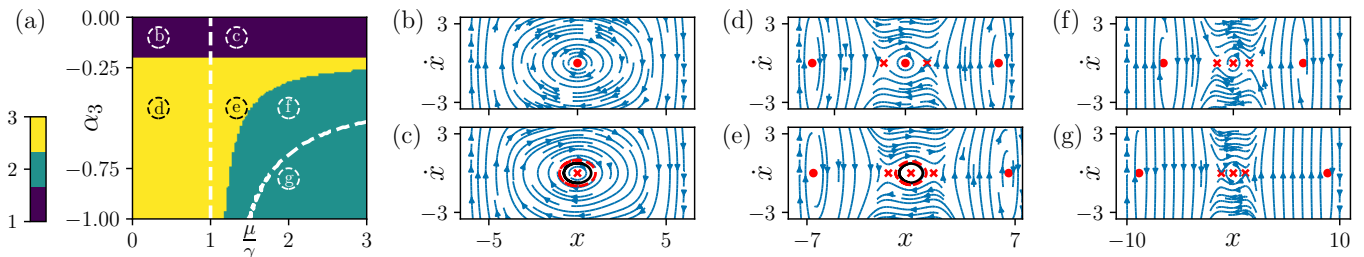 (a)
0.00
−0.25
α₃
−0.75
−1.00
0
1
μ/γ
2
3
3
2
1
b
c
d
e
f
g
(b)
ẋ
3
−3
(c)
ẋ
3
−3
−5
x
5
(d)
ẋ
3
−3
(e)
ẋ
3
−3
−7
x
7
(f)
ẋ
3
−3
(g)
ẋ
3
−3
−10
x
10